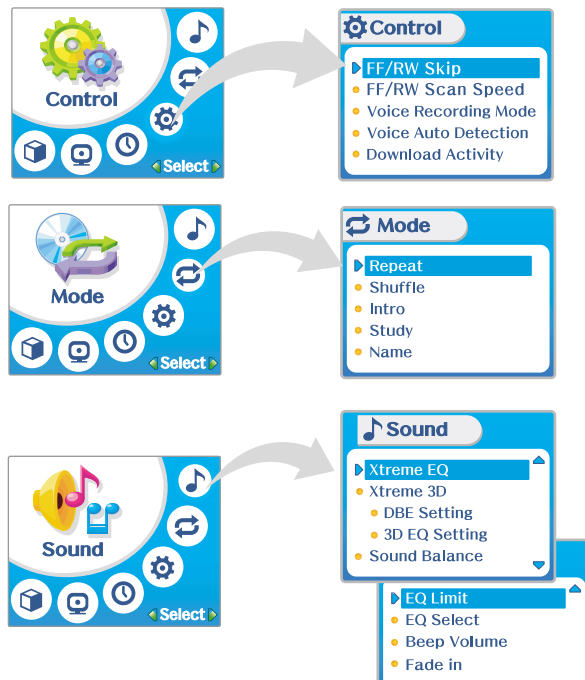 Control
Select
Control
FF/RW Skip
FF/RW Scan Speed
Voice Recording Mode
Voice Auto Detection
Download Activity
Mode
Select
Mode
Repeat
Shuffle
Intro
Study
Name
Sound
Select
Sound
Xtreme EQ
Xtreme 3D
DBE Setting
3D EQ Setting
Sound Balance
EQ Limit
EQ Select
Beep Volume
Fade in